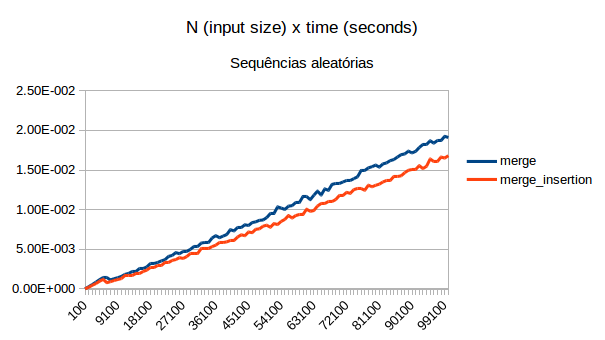 N (input size) x time (seconds)
Sequências aleatórias
2.50E-002
2.00E-002
1.50E-002
1.00E-002
5.00E-003
0.00E+000
merge
merge_insertion
100
9100
18100
27100
36100
45100
54100
63100
72100
81100
90100
99100